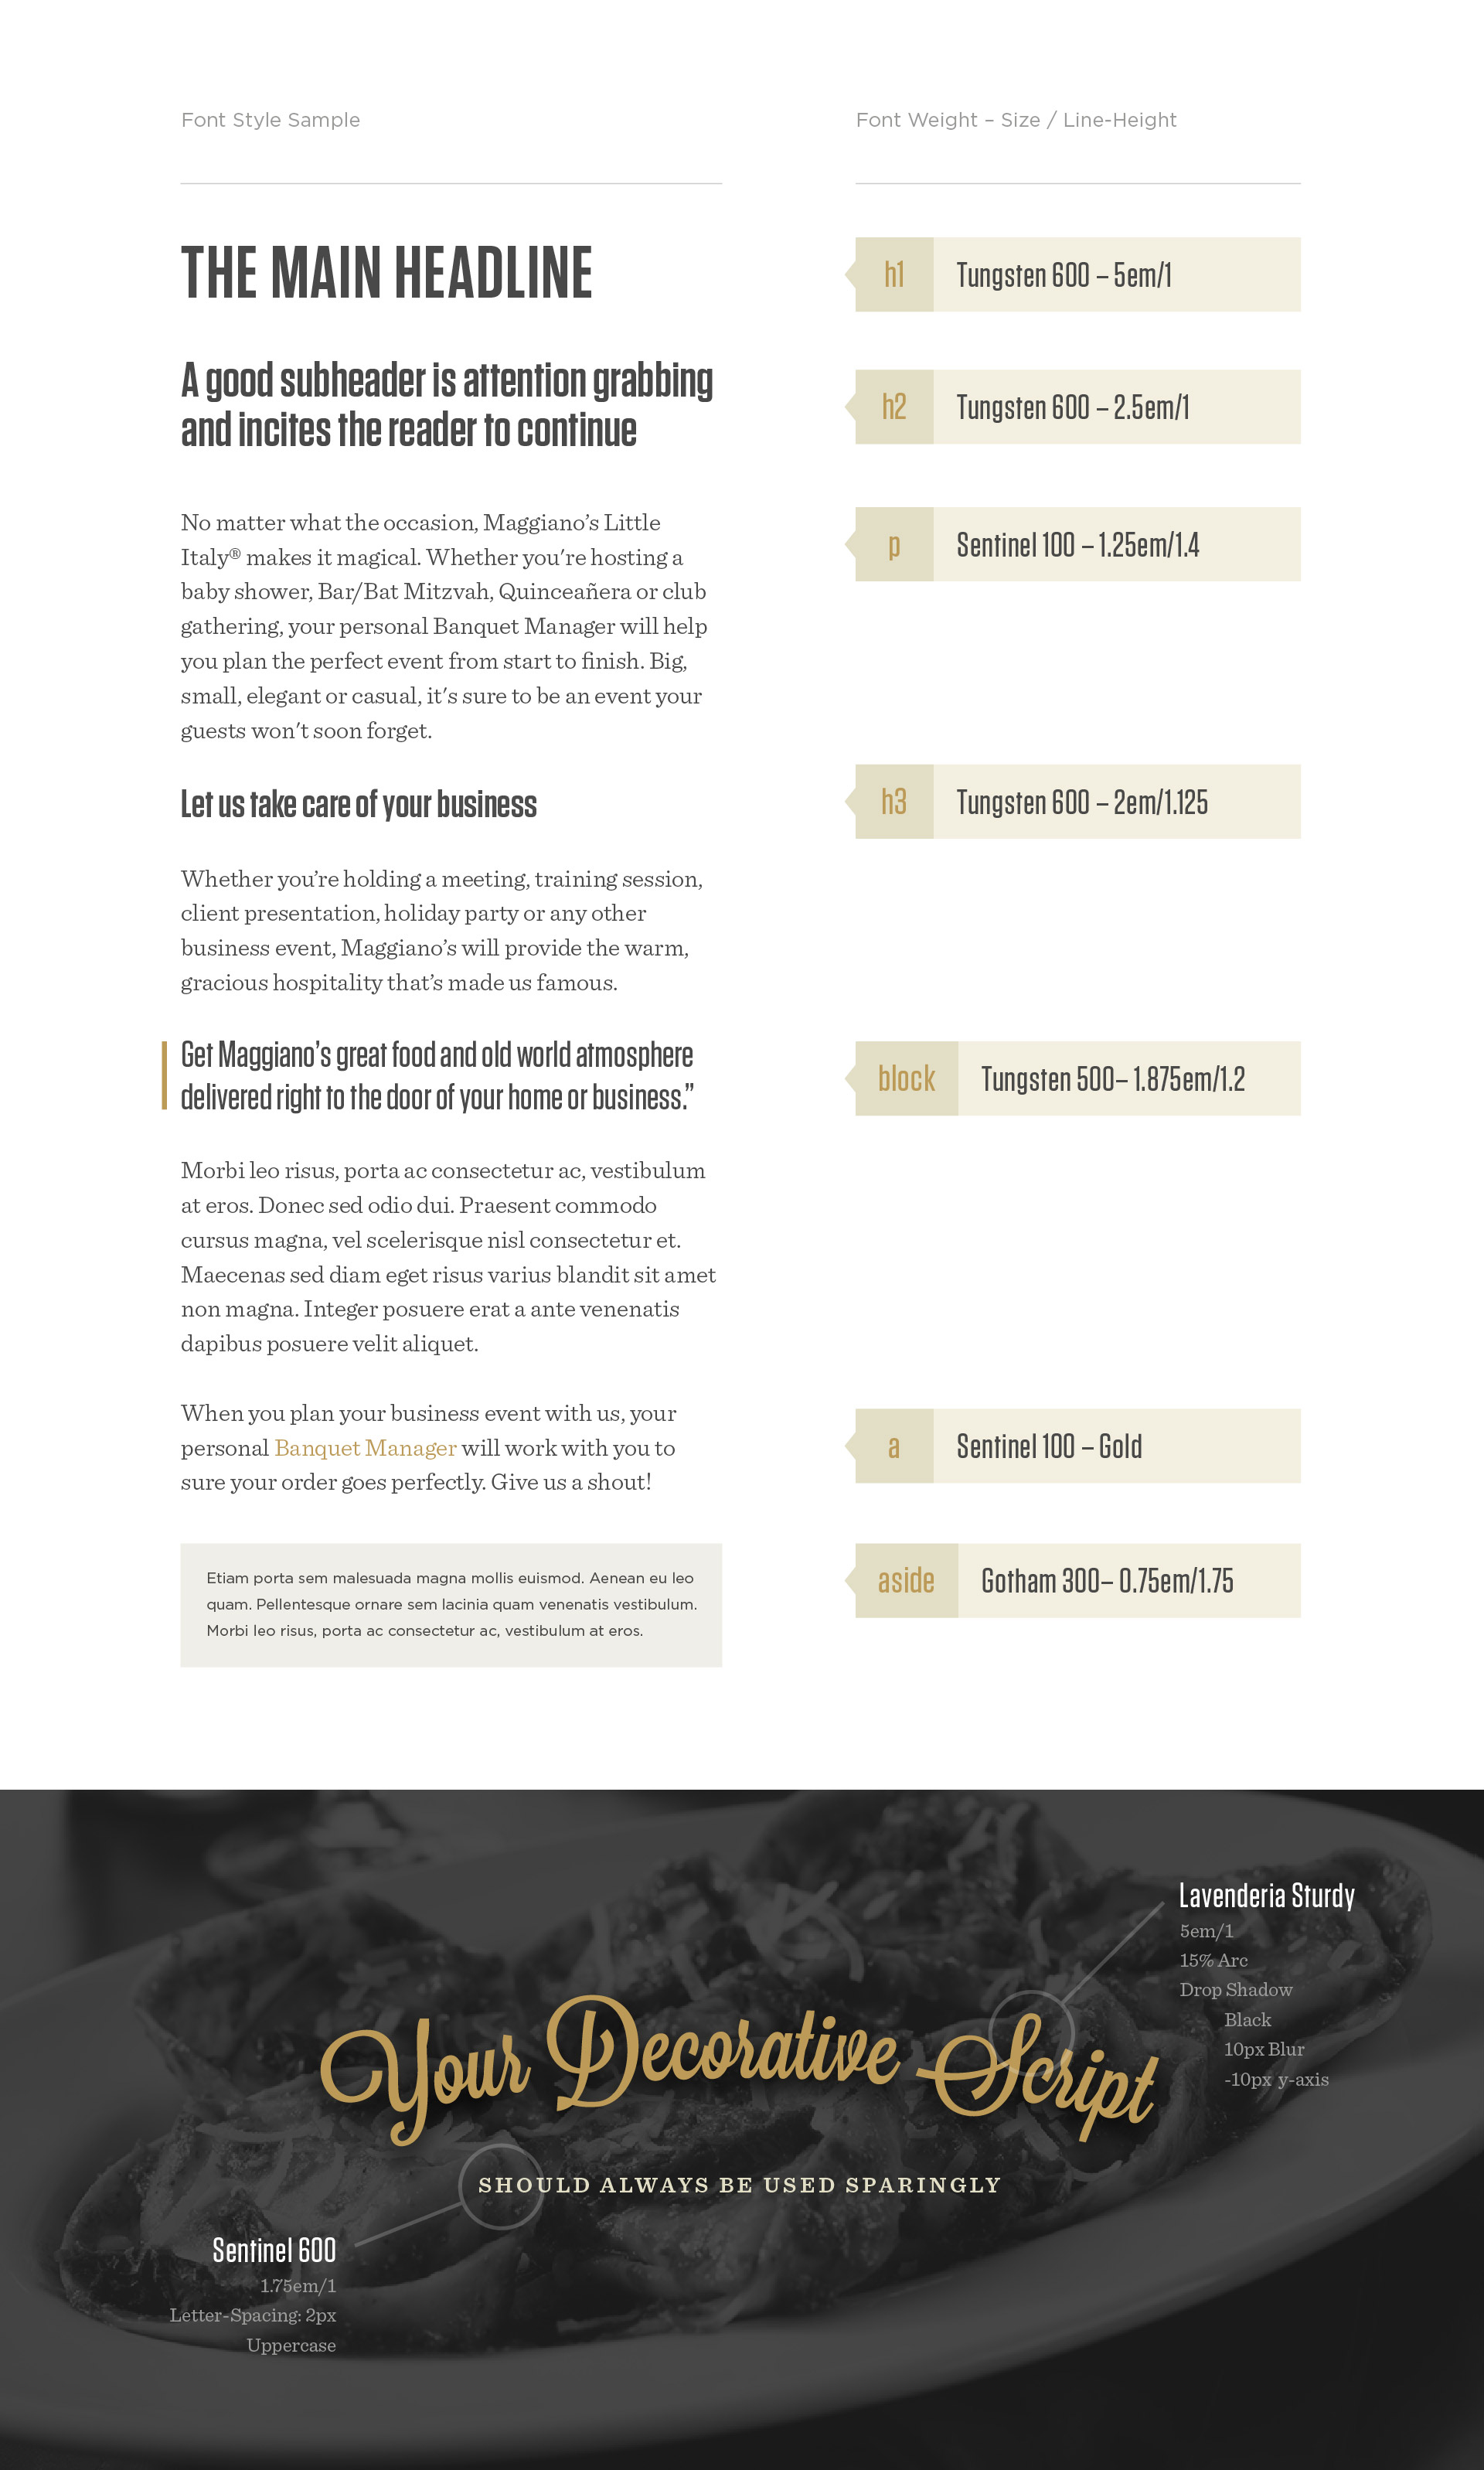 Font Style Sample
Font Weight – Size / Line-Height
THE MAIN HEADLINE
h1 Tungsten 600 – 5em/1
A good subheader is attention grabbing
and incites the reader to continue
h2 Tungsten 600 – 2.5em/1
No matter what the occasion, Maggiano’s Little
Italy® makes it magical. Whether you're hosting a
baby shower, Bar/Bat Mitzvah, Quinceañera or club
gathering, your personal Banquet Manager will help
you plan the perfect event from start to finish. Big,
small, elegant or casual, it's sure to be an event your
guests won't soon forget.
p Sentinel 100 – 1.25em/1.4
Let us take care of your business
h3 Tungsten 600 – 2em/1.125
Whether you’re holding a meeting, training session,
client presentation, holiday party or any other
business event, Maggiano’s will provide the warm,
gracious hospitality that’s made us famous.
Get Maggiano’s great food and old world atmosphere
delivered right to the door of your home or business.”
block Tungsten 500– 1.875em/1.2
Morbi leo risus, porta ac consectetur ac, vestibulum
at eros. Donec sed odio dui. Praesent commodo
cursus magna, vel scelerisque nisl consectetur et.
Maecenas sed diam eget risus varius blandit sit amet
non magna. Integer posuere erat a ante venenatis
dapibus posuere velit aliquet.
When you plan your business event with us, your
personal Banquet Manager will work with you to
sure your order goes perfectly. Give us a shout!
a Sentinel 100 – Gold
Etiam porta sem malesuada magna mollis euismod. Aenean eu leo
quam. Pellentesque ornare sem lacinia quam venenatis vestibulum.
Morbi leo risus, porta ac consectetur ac, vestibulum at eros.
aside Gotham 300– 0.75em/1.75
Lavenderia Sturdy
5em/1
15% Arc
Drop Shadow
Black
10px Blur
-10px y-axis
Your Decorative Script
SHOULD ALWAYS BE USED SPARINGLY
Sentinel 600
1.75em/1
Letter-Spacing: 2px
Uppercase